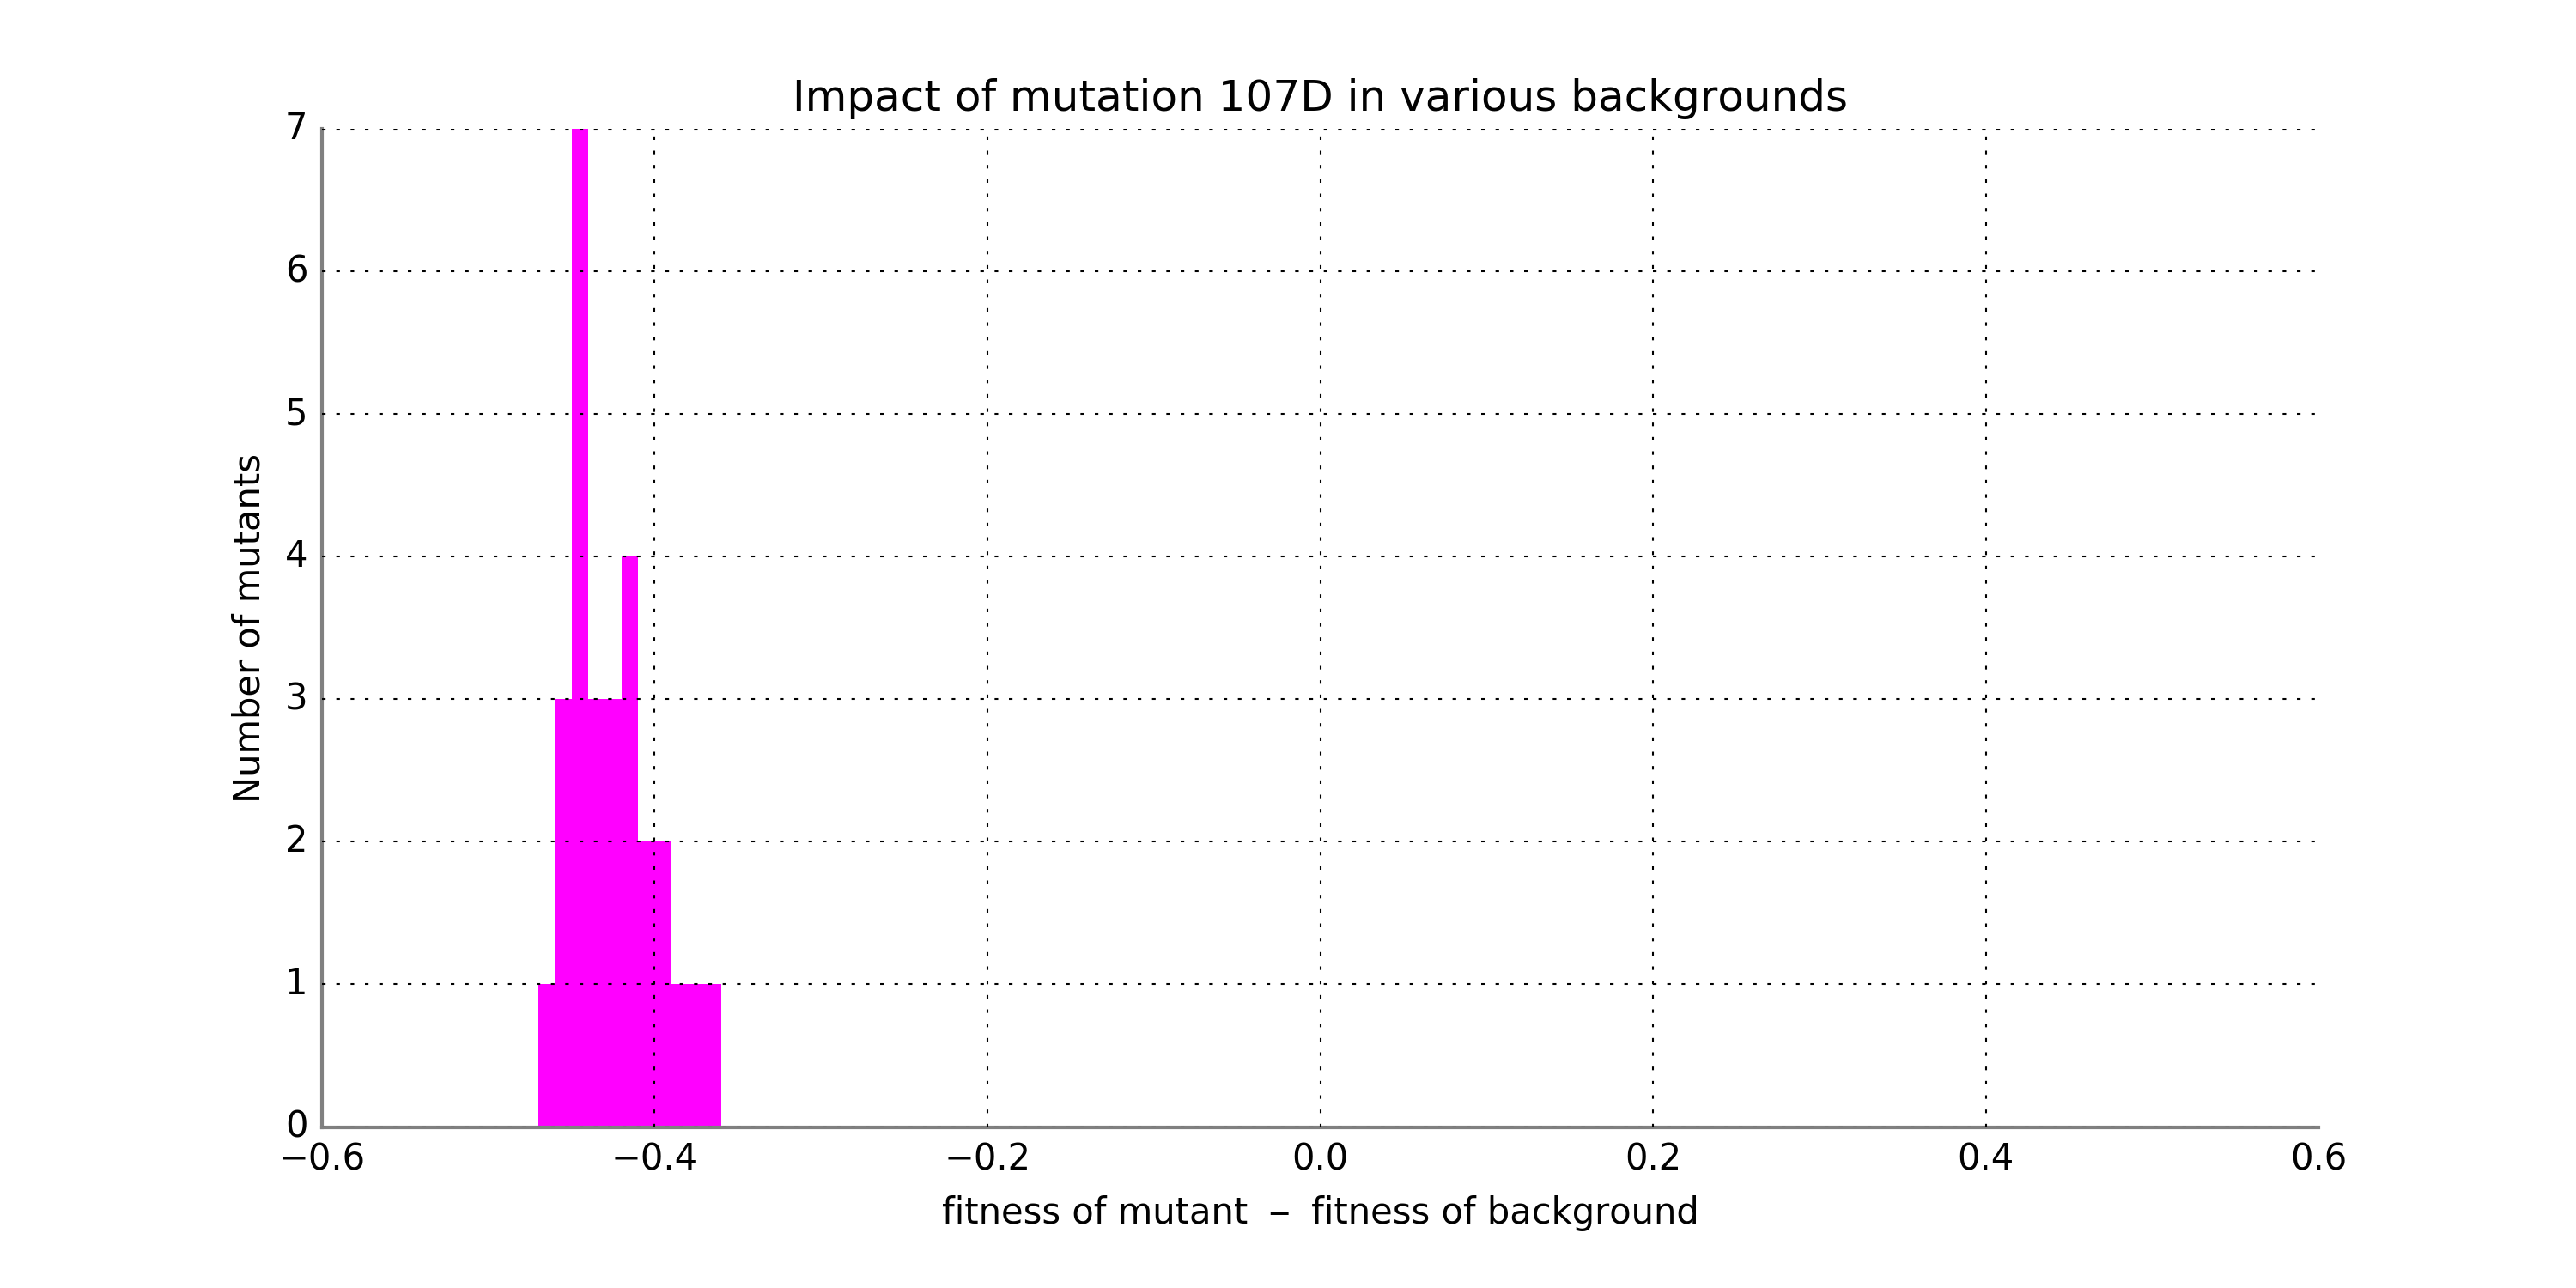 Impact of mutation 107D in various backgrounds
7
6
5
4
3
2
1
0
Number of mutants
−0.6 −0.4 −0.2 0.0 0.2 0.4 0.6
fitness of mutant − fitness of background